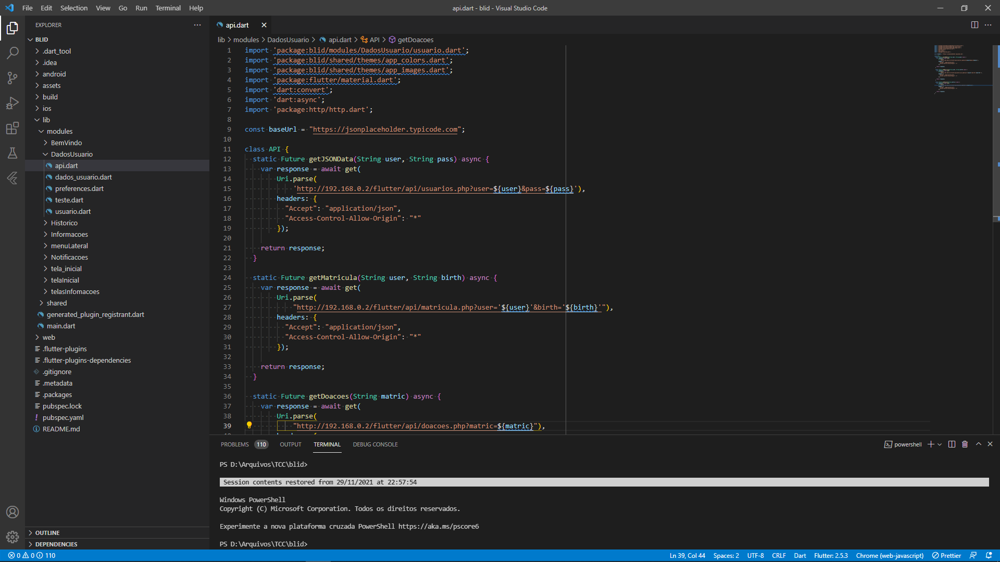 File Edit Selection View Go Run Terminal Help
api.dart - blid - Visual Studio Code
EXPLORER
BLID
.dart_tool
.idea
android
assets
build
ios
lib
modules
BemVindo
DadosUsuario
api.dart
dados_usuario.dart
preferences.dart
teste.dart
usuario.dart
Historico
Informacoes
menuLateral
Notificacoes
tela_inicial
telaInicial
telasInfomacoes
shared
generated_plugin_registrant.dart
main.dart
web
.flutter-plugins
.flutter-plugins-dependencies
.gitignore
.metadata
.packages
pubspec.lock
pubspec.yaml
README.md
OUTLINE
DEPENDENCIES
api.dart
lib > modules > DadosUsuario > api.dart > API > getDoacoes
1 import 'package:blid/modules/DadosUsuario/usuario.dart';
2 import 'package:blid/shared/themes/app_colors.dart';
3 import 'package:blid/shared/themes/app_images.dart';
4 import 'package:flutter/material.dart';
5 import 'dart:convert';
6 import 'dart:async';
7 import 'package:http/http.dart';
8
9 const baseUrl = "https://jsonplaceholder.typicode.com";
10
11 class API {
12 static Future getJSONData(String user, String pass) async {
13 var response = await get(
14 Uri.parse(
15 'http://192.168.0.2/flutter/api/usuarios.php?user=${user}&pass=${pass}'),
16 headers: {
17 "Accept": "application/json",
18 "Access-Control-Allow-Origin": "*"
19 });
20
21 return response;
22 }
23
24 static Future getMatricula(String user, String birth) async {
25 var response = await get(
26 Uri.parse(
27 "http://192.168.0.2/flutter/api/matricula.php?user='${user}'&birth='${birth}'"),
28 headers: {
29 "Accept": "application/json",
30 "Access-Control-Allow-Origin": "*"
31 });
32
33 return response;
34 }
35
36 static Future getDoacoes(String matric) async {
37 var response = await get(
38 Uri.parse(
39 "http://192.168.0.2/flutter/api/doacoes.php?matric=${matric}"),
PROBLEMS 110 OUTPUT TERMINAL DEBUG CONSOLE
powershell
PS D:\Arquivos\TCC\blid>
Session contents restored from 29/11/2021 at 22:57:54
Windows PowerShell
Copyright (C) Microsoft Corporation. Todos os direitos reservados.
Experimente a nova plataforma cruzada PowerShell https://aka.ms/pscore6
PS D:\Arquivos\TCC\blid>
0 0 110
Ln 39, Col 44 Spaces: 2 UTF-8 CRLF Dart Flutter: 2.5.3 Chrome (web-javascript) Prettier